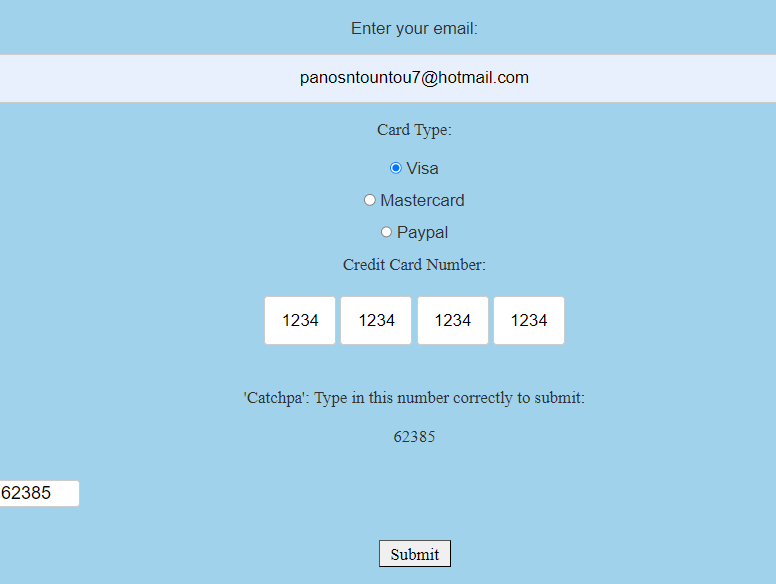 Enter your email:
panosntountou7@hotmail.com
Card Type:
Visa
Mastercard
Paypal
Credit Card Number:
1234 1234 1234 1234
'Catchpa': Type in this number correctly to submit:
62385
62385
Submit